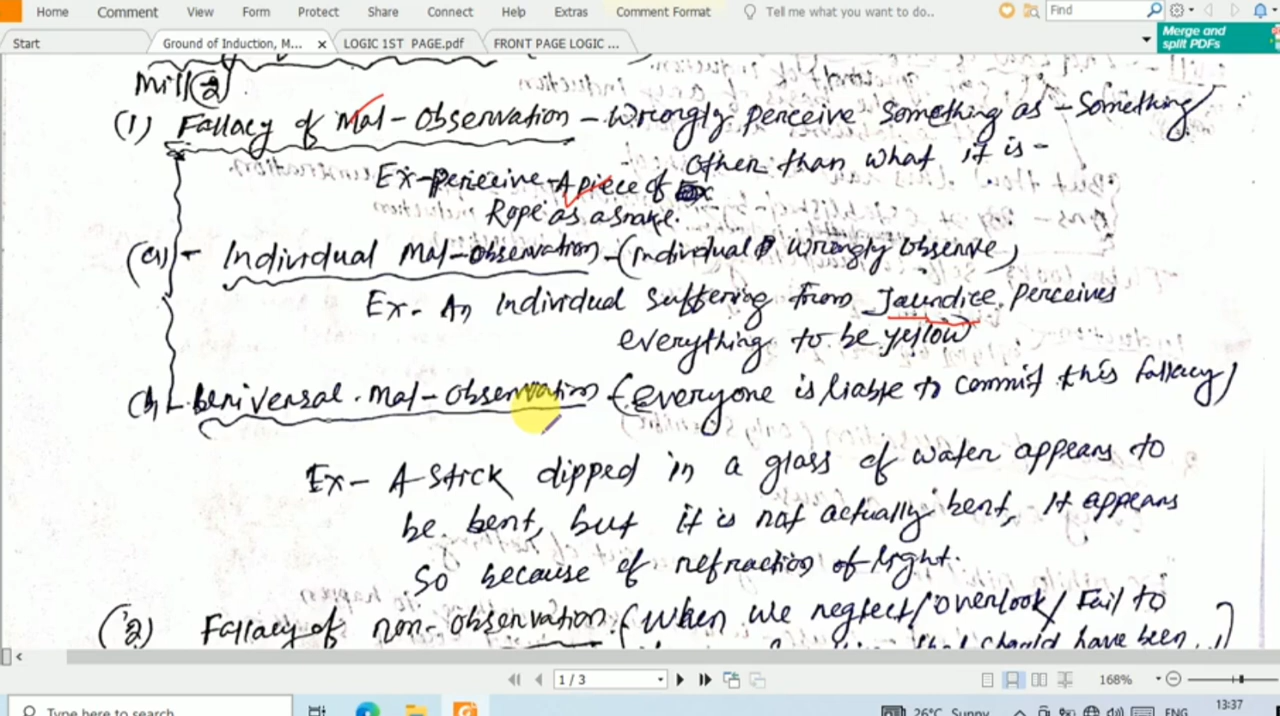 Home Comment View Form Protect Share Connect Help Extras Comment Format Tell me what you want to do.. Find
Merge and split PDFs
Start Ground of Induction, M... × LOGIC 1ST PAGE.pdf FRONT PAGE LOGIC ...
Mill
(1) Fallacy of Mal-Observation - Wrongly perceive Something as - Something
other than what it is -
Ex- perceive - A piece of
Rope as a snake.
(a) - Individual Mal-observation - (individual wrongly observe)
Ex- An Individual suffering from Jaundice perceives
everything to be yellow
Universal Mal-Observation - (everyone is liable to commit this fallacy)
Ex- A stick dipped in a glass of water appears to
be bent, but it is not actually bent, It appears
so because of refraction of light.
(2) Fallacy of non-observation. (when we neglect/overlook/Fail to
should have been
1 / 3 168%
Type here to search 26°C Sunny ENG 13:37